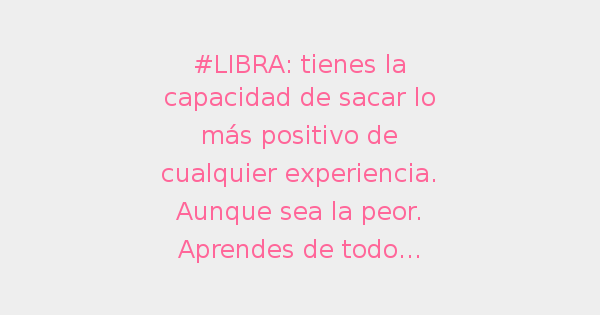 #LIBRA: tienes la
capacidad de sacar lo
más positivo de
cualquier experiencia.
Aunque sea la peor.
Aprendes de todo...